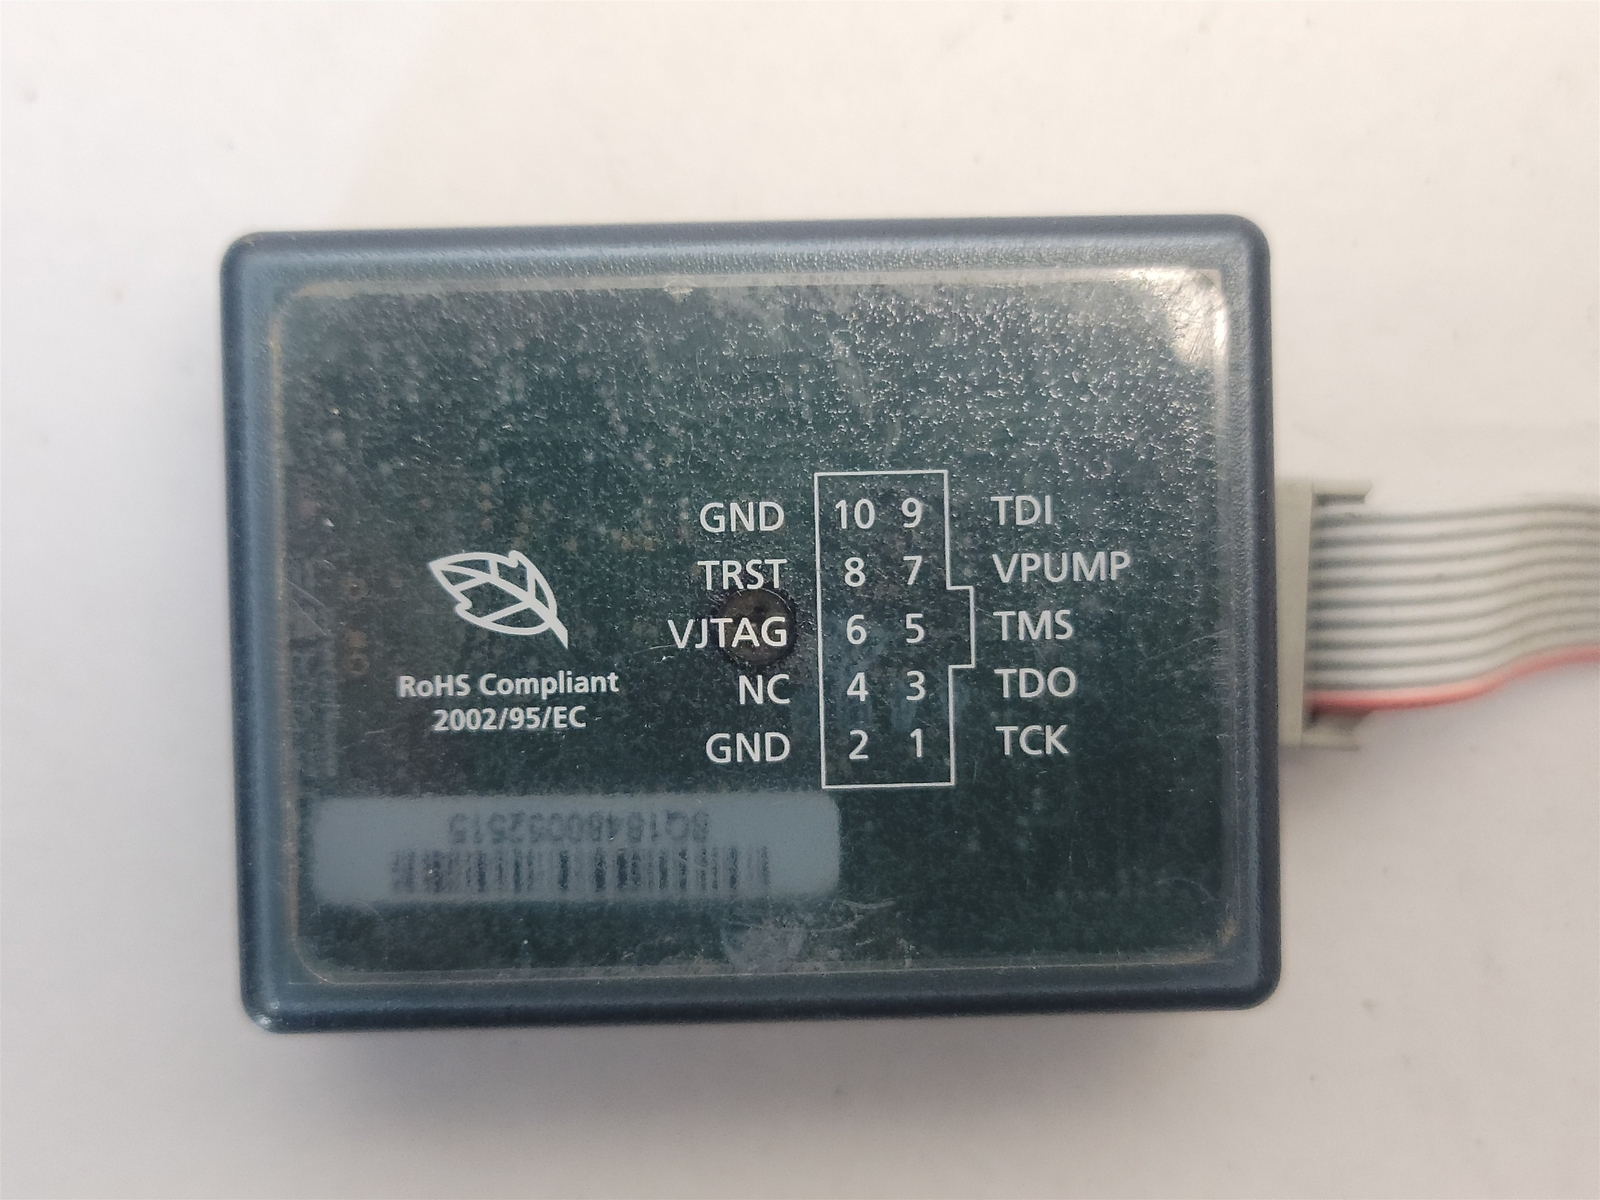 GND 10 9 TDI
TRST 8 7 VPUMP
VJTAG 6 5 TMS
NC 4 3 TDO
GND 2 1 TCK
RoHS Compliant
2002/95/EC